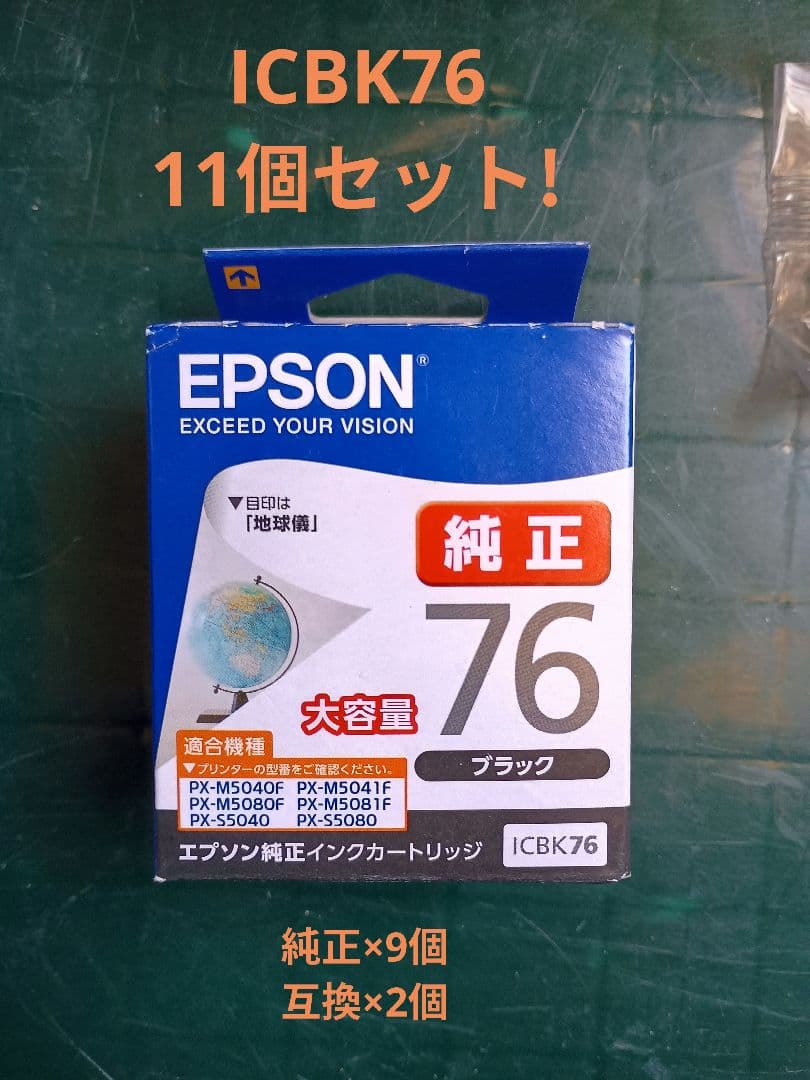 ICBK76
11個セット!
EPSON®
EXCEED YOUR VISION
▼目印は
「地球儀」
純正
76
大容量
ブラック
適合機種
▼プリンターの型番をご確認ください。
PX-M5040F PX-M5041F
PX-M5080F PX-M5081F
PX-S5040 PX-S5080
エプソン純正インクカートリッジ
ICBK76
純正×9個
互換×2個